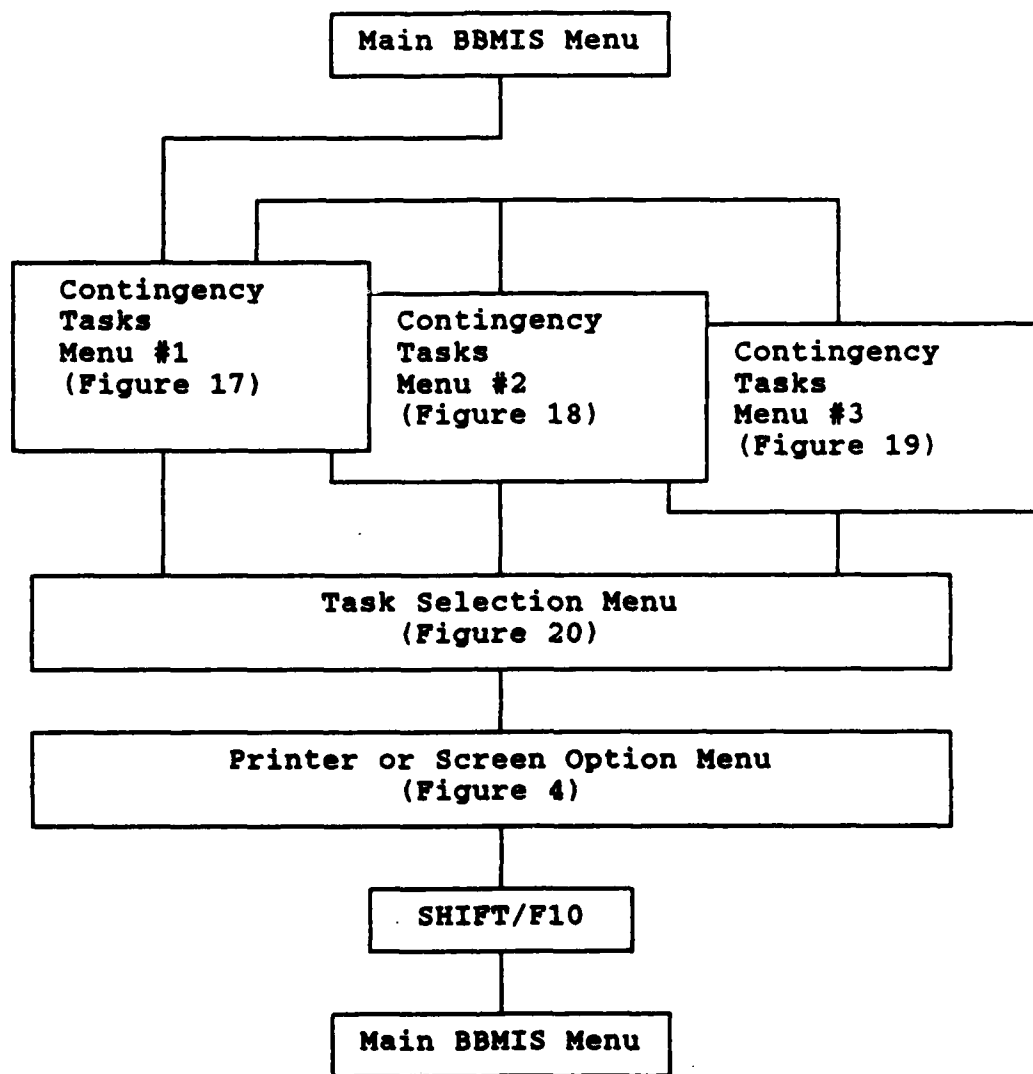 Main BBMIS Menu
Contingency
Tasks
Menu #1
(Figure 17)
Contingency
Tasks
Menu #2
(Figure 18)
Contingency
Tasks
Menu #3
(Figure 19)
Task Selection Menu
(Figure 20)
Printer or Screen Option Menu
(Figure 4)
SHIFT/F10
Main BBMIS Menu